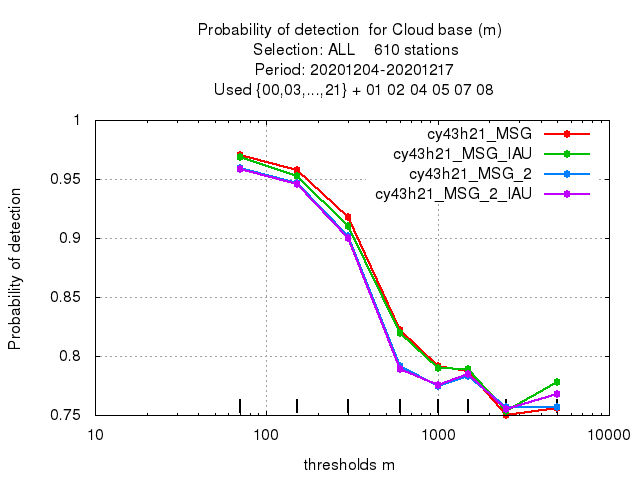 Probability of detection  for Cloud base (m)
Selection: ALL    610 stations
Period: 20201204-20201217
Used {00,03,...,21} + 01 02 04 05 07 08
cy43h21_MSG
cy43h21_MSG_IAU
cy43h21_MSG_2
cy43h21_MSG_2_IAU
Probability of detection
1
0.95
0.9
0.85
0.8
0.75
10 100 1000 10000
thresholds m